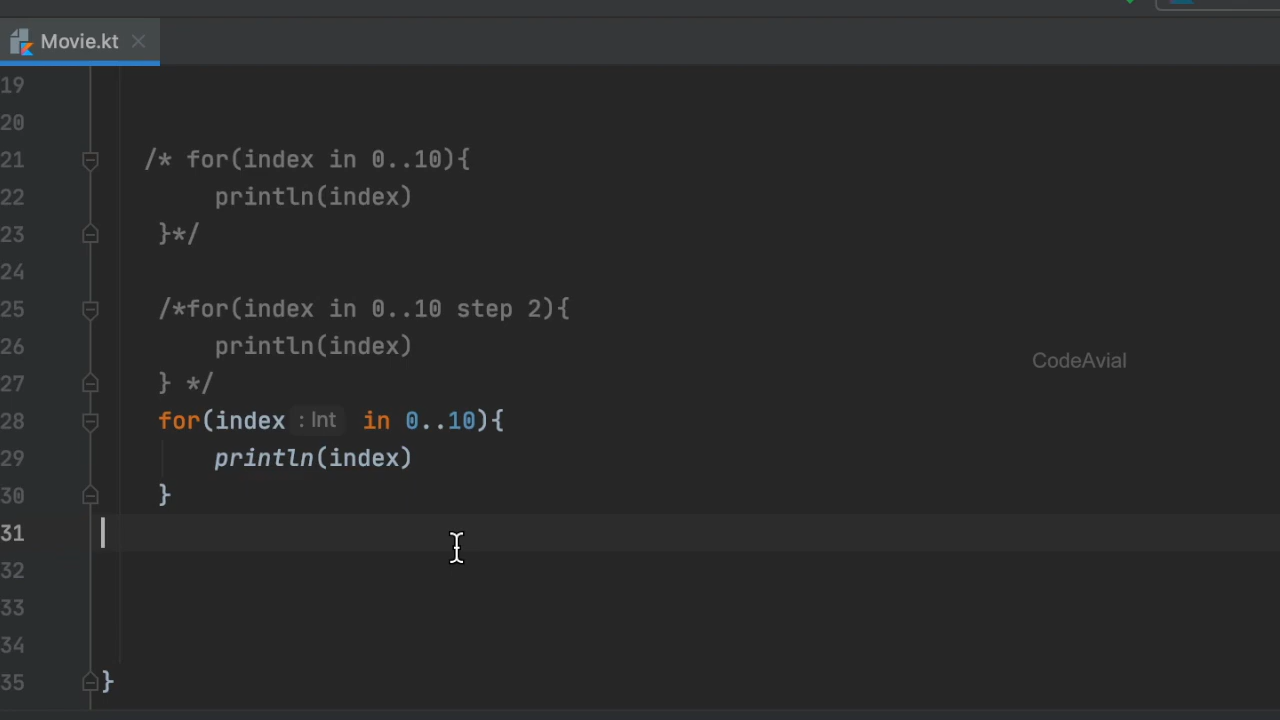 Movie.kt
19
20
21 /* for(index in 0..10){
22 println(index)
23 }*/
24
25 /*for(index in 0..10 step 2){
26 println(index)
CodeAvial
27 } */
28 for(index : Int in 0..10){
29 println(index)
30 }
31
32
33
34
35 }